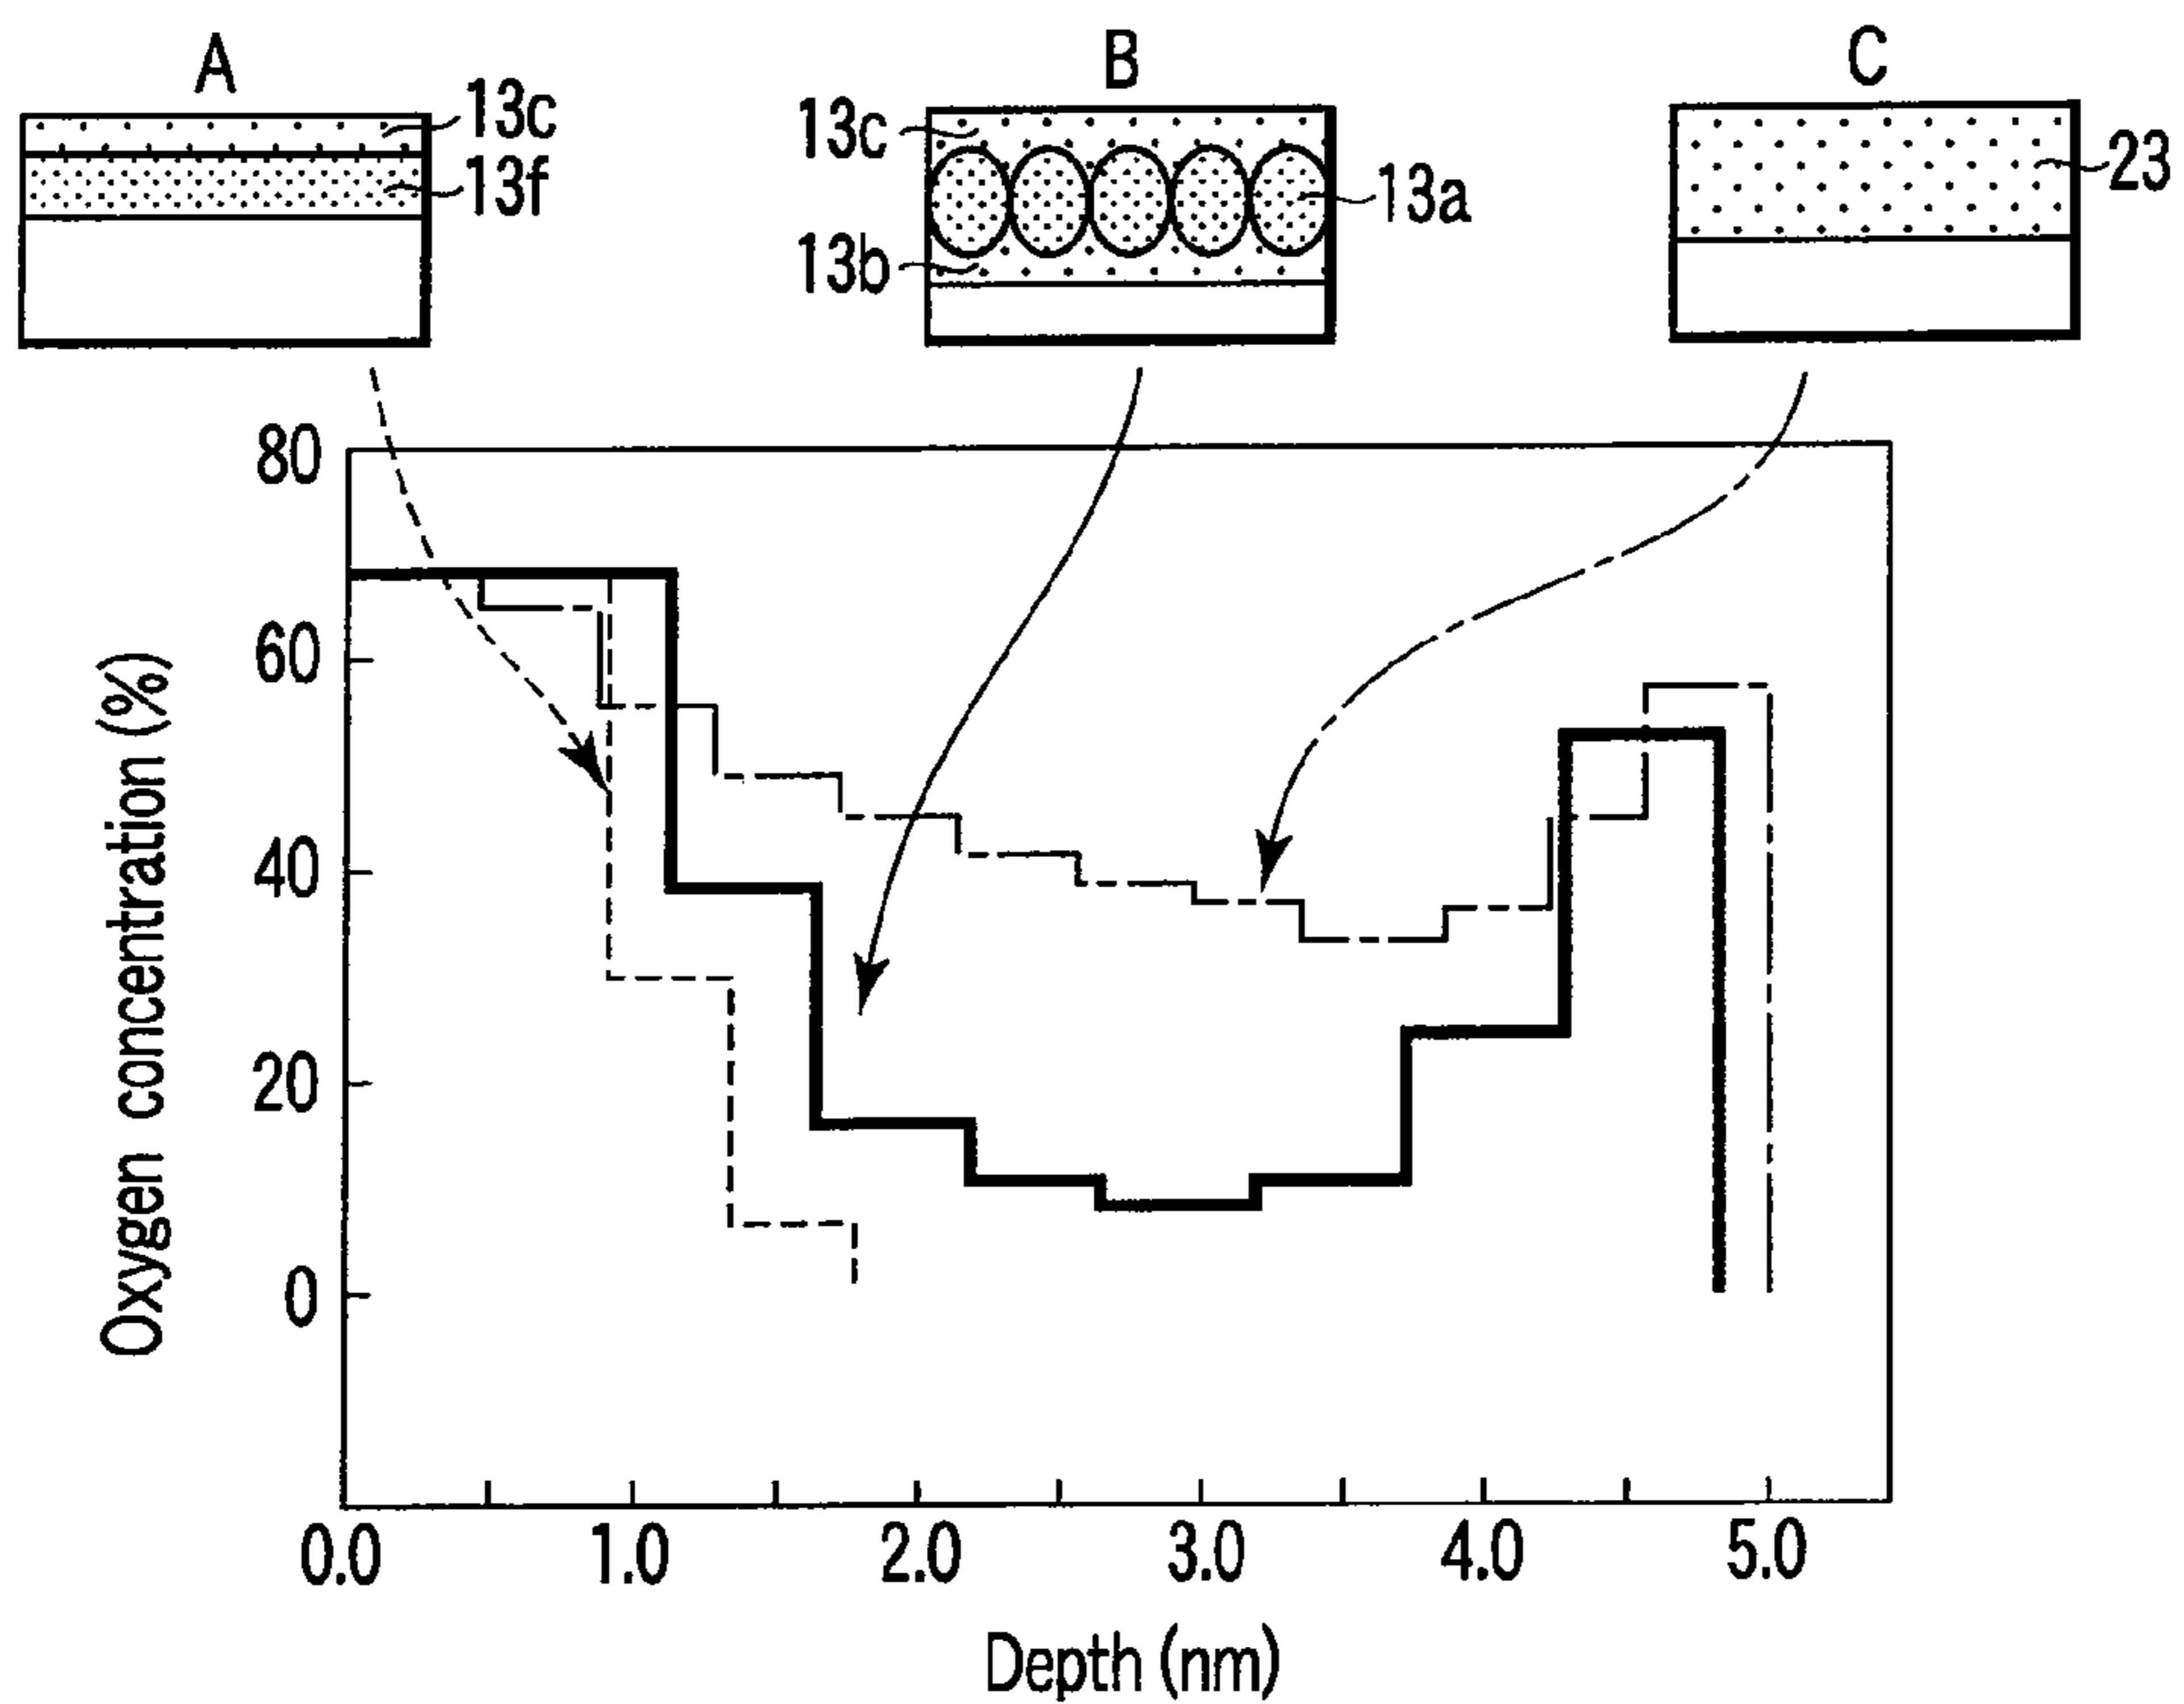 A
B
C
13c
13f
13c
13a
13b
23
80
60
40
20
0
Oxygen concentration (%)
0.0
1.0
2.0
3.0
4.0
5.0
Depth (nm)